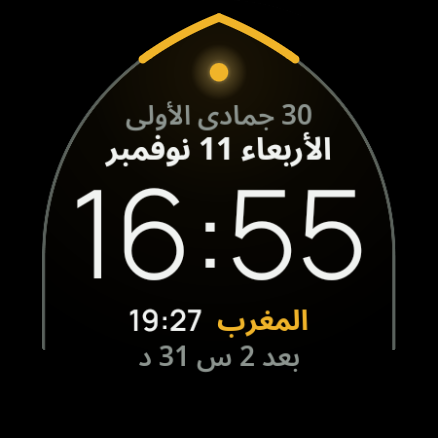 30 جمادى الأولى
الأربعاء 11 نوفمبر
16:55
المغرب 19:27
بعد 2 س 31 د